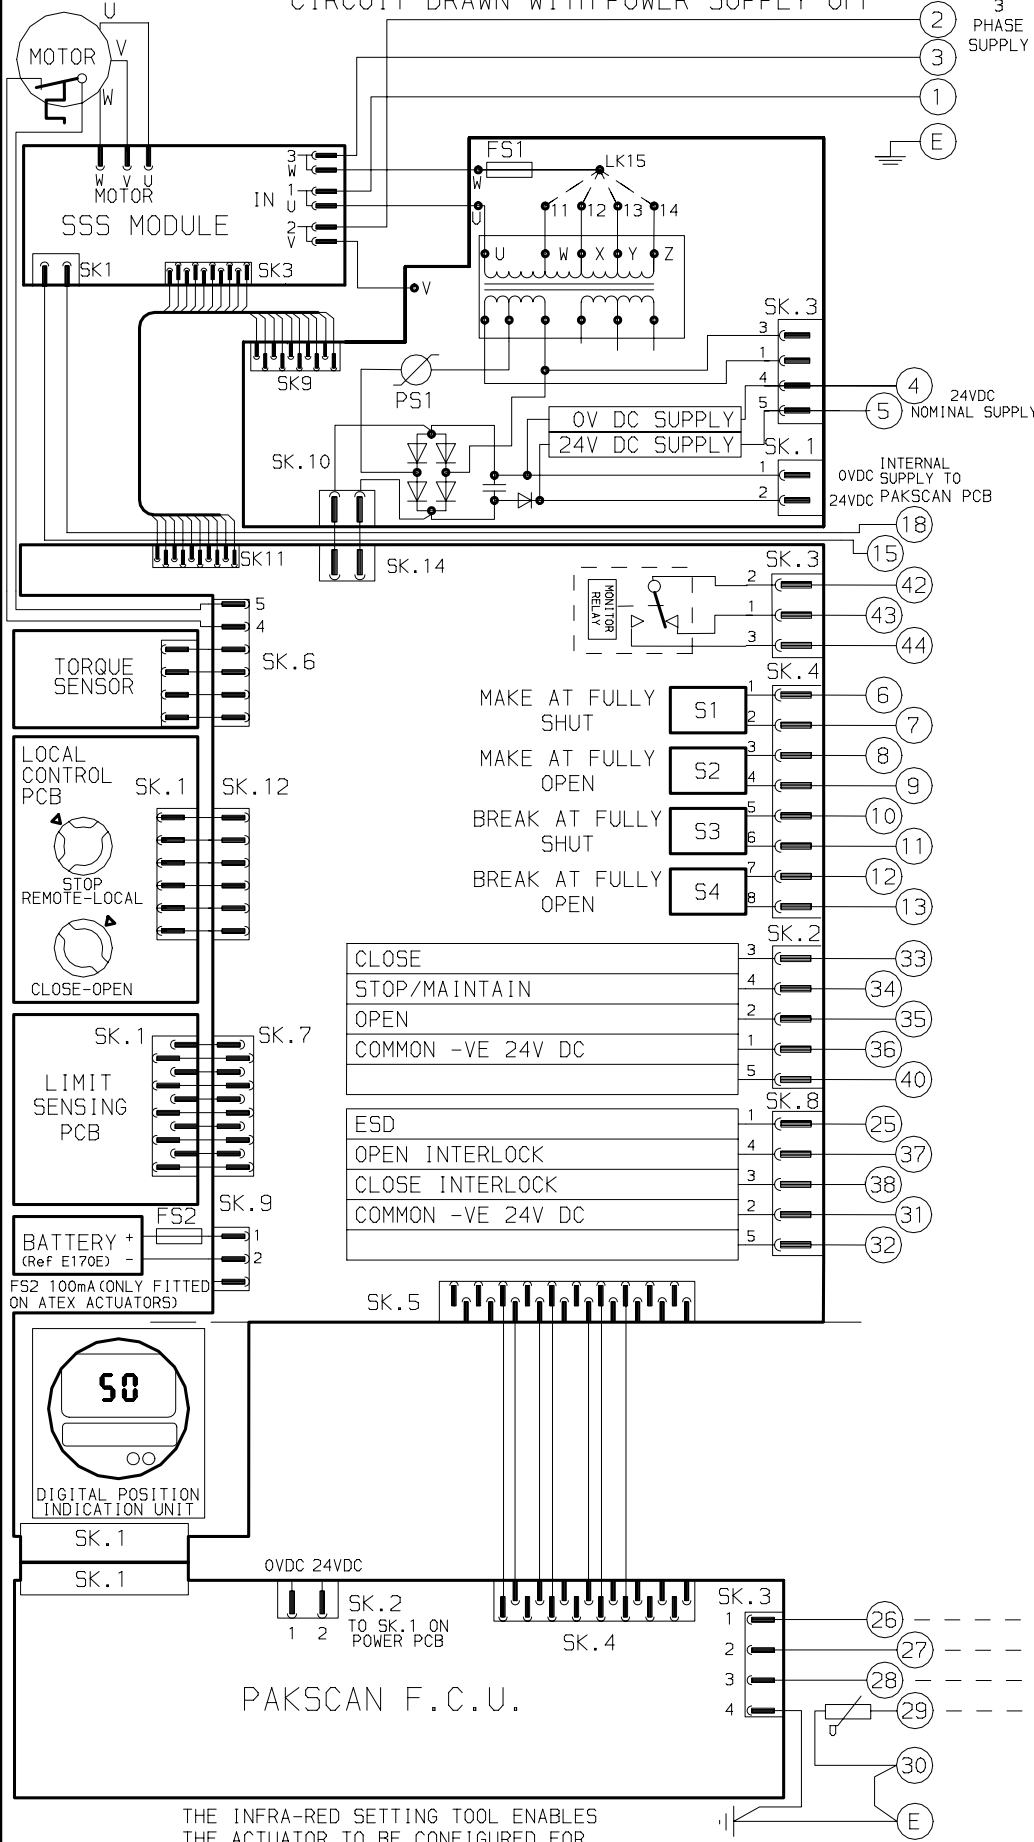 CIRCUIT DRAWN WITH POWER SUPPLY OFF
U
2
3
PHASE
SUPPLY
MOTOR
V
3
W
1
E
FS1
LK15
3
W
W
W V U
MOTOR
IN
1
U
U
11 12 13 14
SSS MODULE
2
V
U W X Y Z
SK1
SK3
V
SK.3
3
SK9
PS1
1
4
4
24VDC
NOMINAL SUPPLY
5
5
0V DC SUPPLY
24V DC SUPPLY
SK.1
SK.10
1
0VDC
INTERNAL
SUPPLY TO
PAKSCAN PCB
2
24VDC
18
15
SK11
SK.14
SK.3
MONITOR
RELAY
2
42
5
1
43
4
3
44
TORQUE
SENSOR
SK.6
SK.4
MAKE AT FULLY
SHUT
S1
1
6
2
7
LOCAL
CONTROL
PCB
MAKE AT FULLY
OPEN
S2
3
8
4
9
SK.1
SK.12
BREAK AT FULLY
SHUT
S3
5
10
6
11
STOP
REMOTE-LOCAL
BREAK AT FULLY
OPEN
S4
7
12
8
13
CLOSE-OPEN
SK.2
CLOSE 3 33
STOP/MAINTAIN 4 34
OPEN 2 35
COMMON -VE 24V DC 1 36
5 40
SK.1
SK.7
LIMIT
SENSING
PCB
SK.8
ESD 1 25
OPEN INTERLOCK 4 37
CLOSE INTERLOCK 3 38
COMMON -VE 24V DC 2 31
5 32
SK.9
FS2
BATTERY + 1
(Ref E170E) - 2
FS2 100mA(ONLY FITTED
ON ATEX ACTUATORS)
SK.5
50
DIGITAL POSITION
INDICATION UNIT
SK.1
SK.1
0VDC 24VDC
SK.2
TO SK.1 ON
POWER PCB
1 2
SK.4
SK.3
1 26
2 27
3 28
4 29
PAKSCAN F.C.U.
U
30
E
THE INFRA-RED SETTING TOOL ENABLES
THE ACTUATOR TO BE CONFIGURED FOR